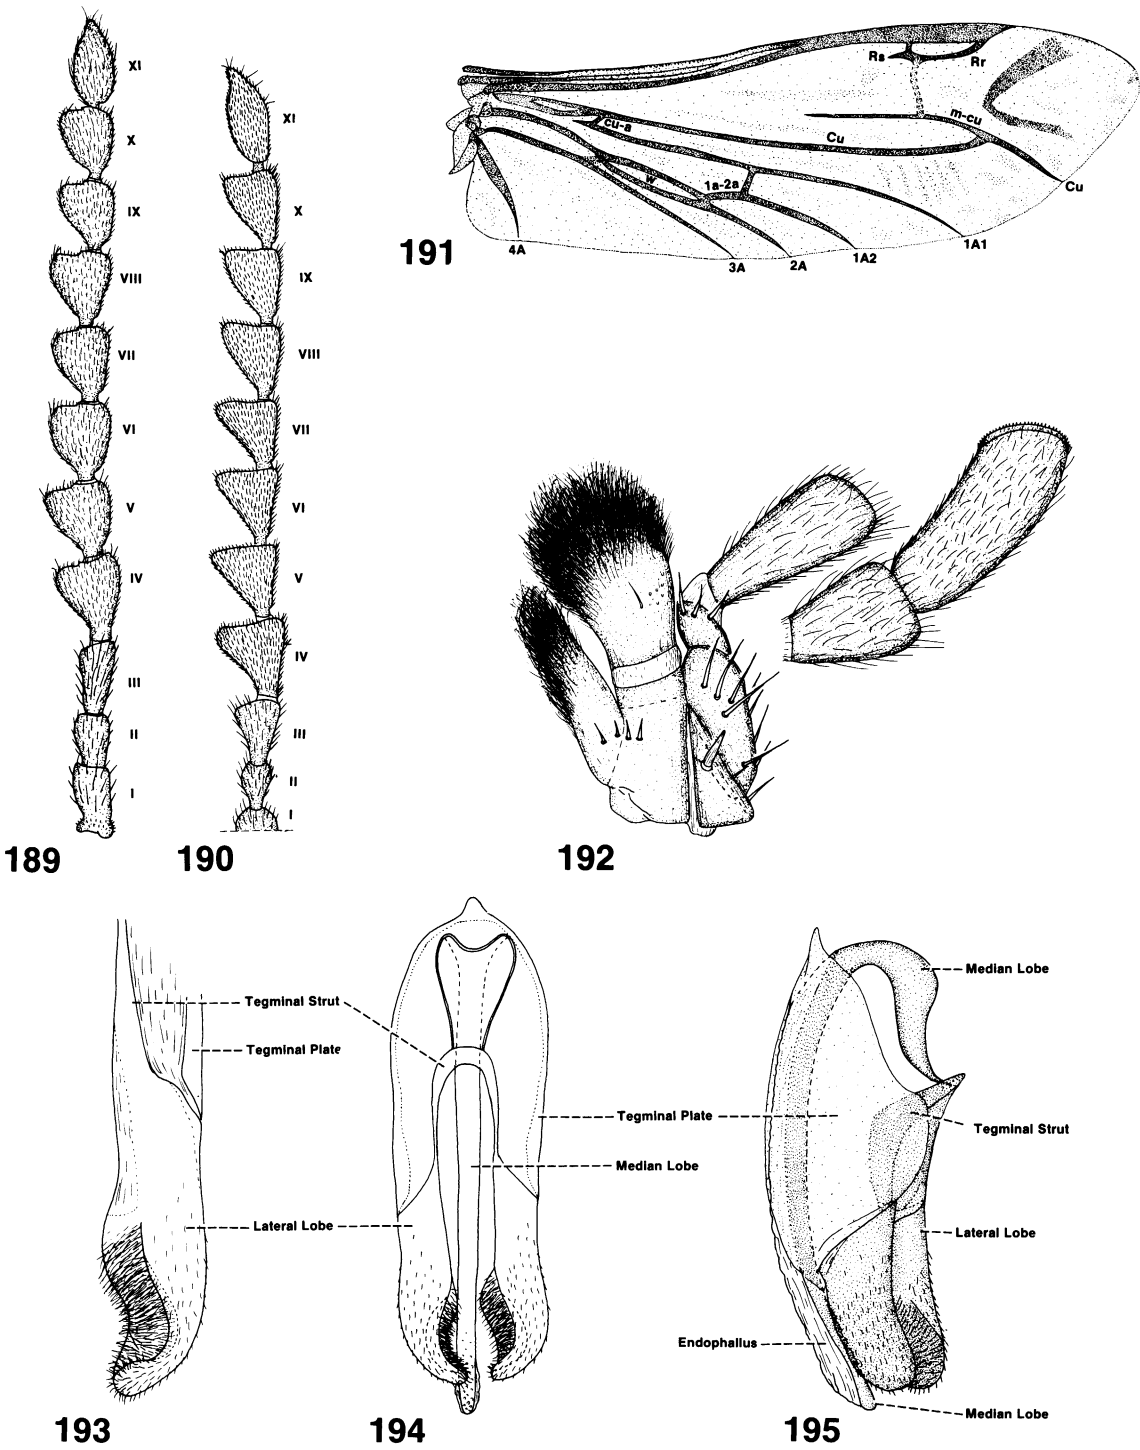 XI
X
IX
VIII
VII
VI
V
IV
III
II
I
189
XI
X
IX
VIII
VII
VI
V
IV
III
II
I
190
Rs
Rr
cu-a
m-cu
Cu
w
1a-2a
Cu
4A
3A
2A
1A2
1A1
191
192
Tegminal Strut
Tegminal Plate
Lateral Lobe
Tegminal Plate
Median Lobe
Median Lobe
Tegminal Strut
Lateral Lobe
Endophallus
Median Lobe
193
194
195